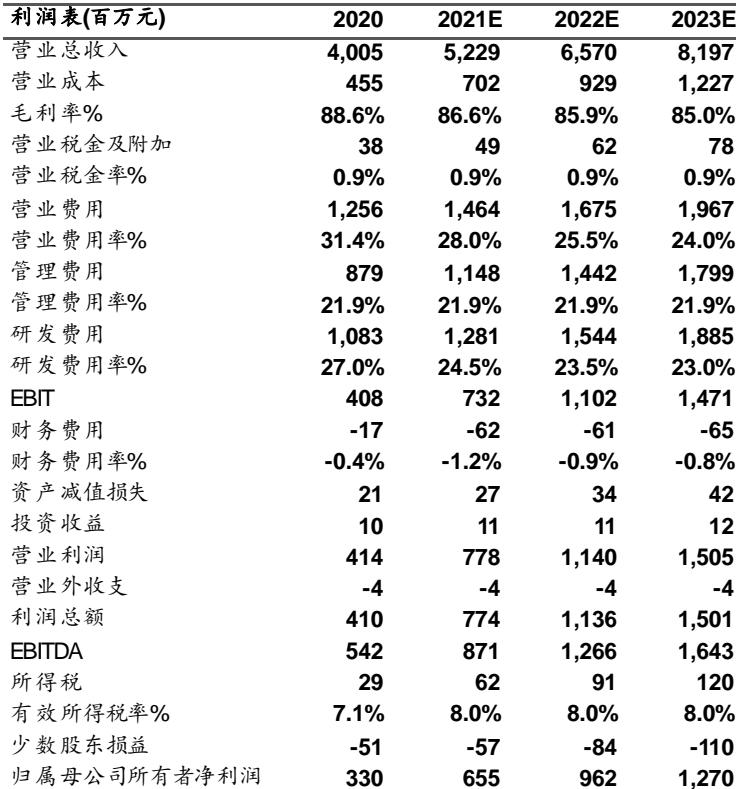 利润表(百万元) 2020 2021E 2022E 2023E
营业总收入 4,005 5,229 6,570 8,197
营业成本 455 702 929 1,227
毛利率% 88.6% 86.6% 85.9% 85.0%
营业税金及附加 38 49 62 78
营业税金率% 0.9% 0.9% 0.9% 0.9%
营业费用 1,256 1,464 1,675 1,967
营业费用率% 31.4% 28.0% 25.5% 24.0%
管理费用 879 1,148 1,442 1,799
管理费用率% 21.9% 21.9% 21.9% 21.9%
研发费用 1,083 1,281 1,544 1,885
研发费用率% 27.0% 24.5% 23.5% 23.0%
EBIT 408 732 1,102 1,471
财务费用 -17 -62 -61 -65
财务费用率% -0.4% -1.2% -0.9% -0.8%
资产减值损失 21 27 34 42
投资收益 10 11 11 12
营业利润 414 778 1,140 1,505
营业外收支 -4 -4 -4 -4
利润总额 410 774 1,136 1,501
EBITDA 542 871 1,266 1,643
所得税 29 62 91 120
有效所得税率% 7.1% 8.0% 8.0% 8.0%
少数股东损益 -51 -57 -84 -110
归属母公司所有者净利润 330 655 962 1,270